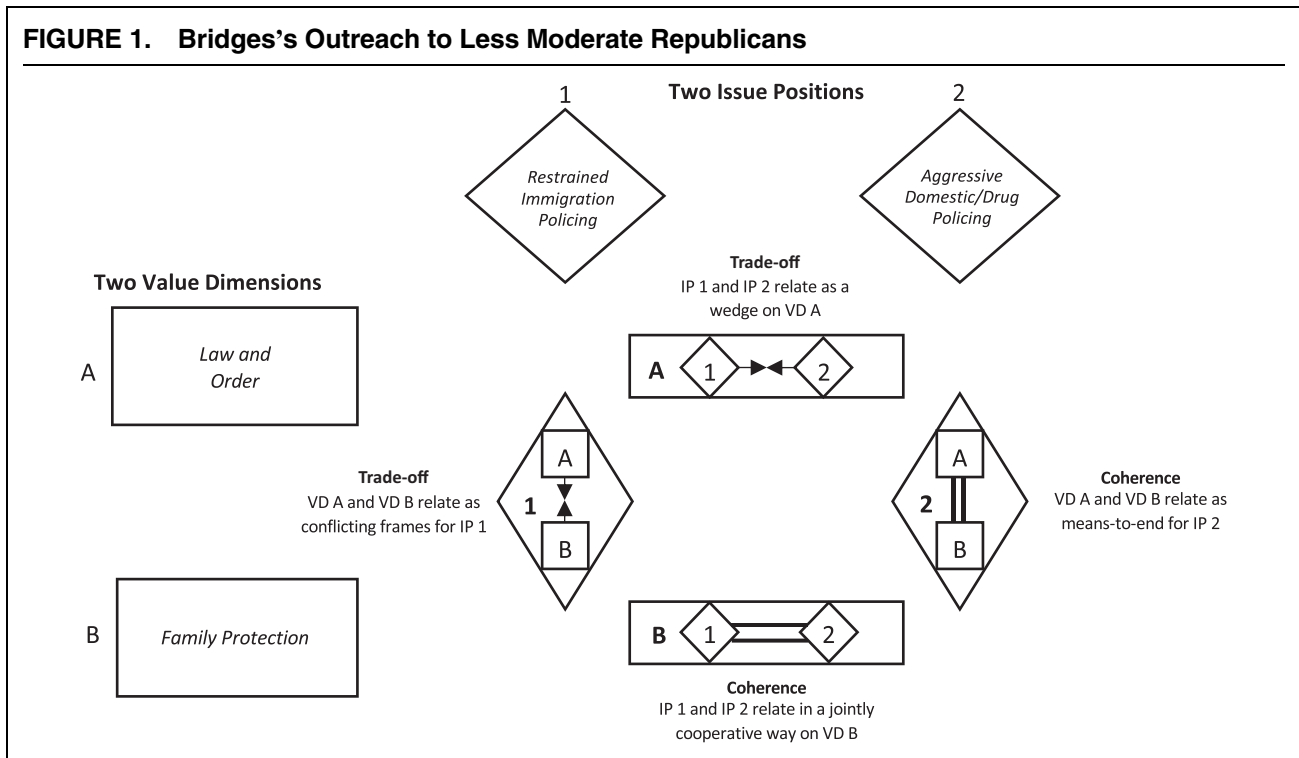 FIGURE 1. Bridges's Outreach to Less Moderate Republicans
1
Two Issue Positions
2
Restrained
Immigration
Policing
Aggressive
Domestic/Drug
Policing
Two Value Dimensions
Trade-off
IP 1 and IP 2 relate as a
wedge on VD A
A
Law and
Order
A
1
2
Trade-off
VD A and VD B relate as
conflicting frames for IP 1
1
A
B
2
A
B
Coherence
VD A and VD B relate as
means-to-end for IP 2
B
Family Protection
B
1
2
Coherence
IP 1 and IP 2 relate in a jointly
cooperative way on VD B